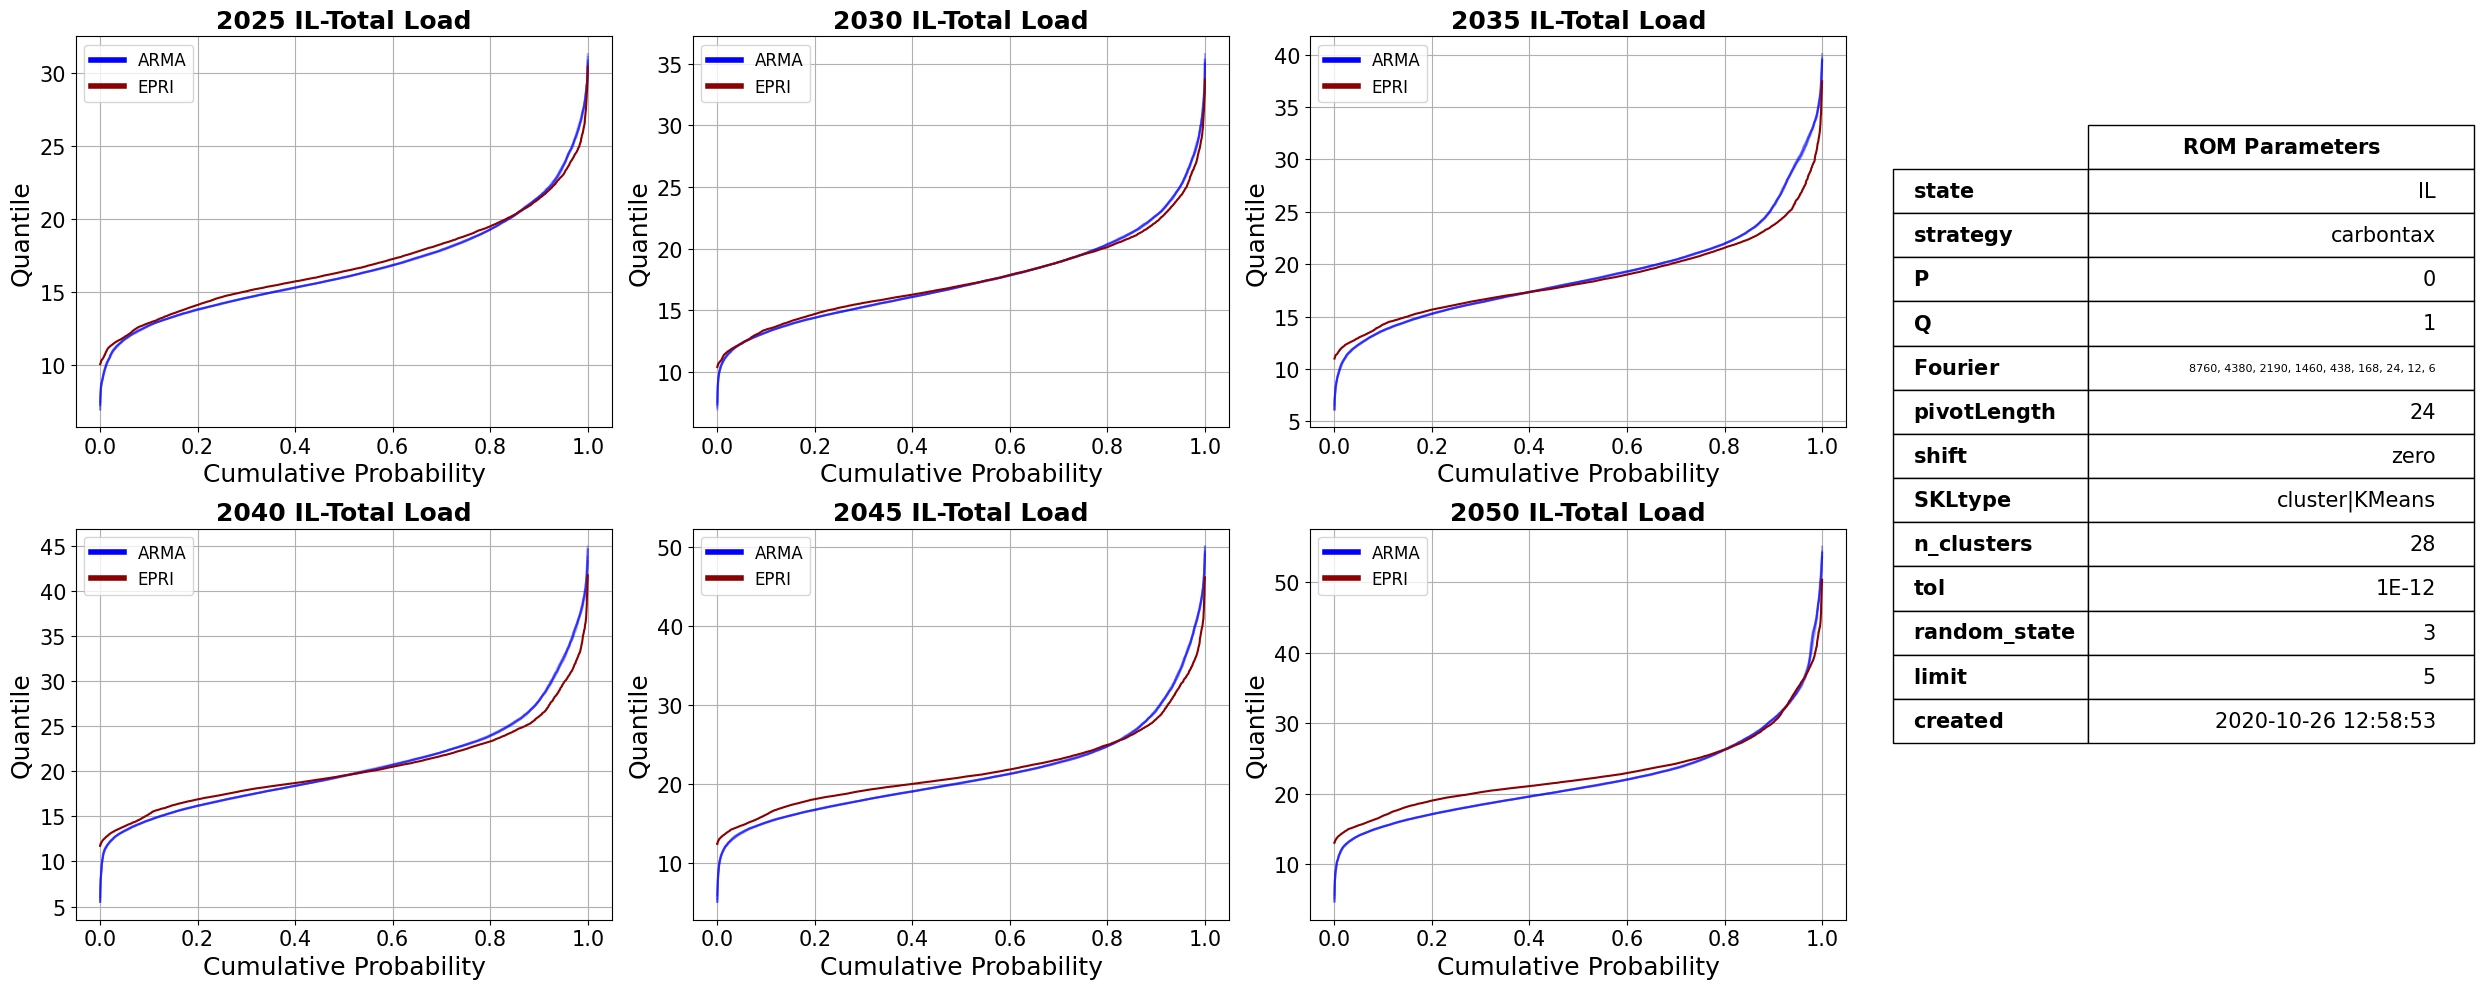 2025 IL-Total Load
ARMA
EPRI
30
25
20
15
10
Quantile
0.0 0.2 0.4 0.6 0.8 1.0
Cumulative Probability
2030 IL-Total Load
ARMA
EPRI
35
30
25
20
15
10
Quantile
0.0 0.2 0.4 0.6 0.8 1.0
Cumulative Probability
2035 IL-Total Load
ARMA
EPRI
40
35
30
25
20
15
10
5
Quantile
0.0 0.2 0.4 0.6 0.8 1.0
Cumulative Probability
2040 IL-Total Load
ARMA
EPRI
45
40
35
30
25
20
15
10
5
Quantile
0.0 0.2 0.4 0.6 0.8 1.0
Cumulative Probability
2045 IL-Total Load
ARMA
EPRI
50
40
30
20
10
Quantile
0.0 0.2 0.4 0.6 0.8 1.0
Cumulative Probability
2050 IL-Total Load
ARMA
EPRI
50
40
30
20
10
Quantile
0.0 0.2 0.4 0.6 0.8 1.0
Cumulative Probability
ROM Parameters
state IL
strategy carbontax
P 0
Q 1
Fourier 8760, 4380, 2190, 1460, 438, 168, 24, 12, 6
pivotLength 24
shift zero
SKLtype cluster|KMeans
n_clusters 28
tol 1E-12
random_state 3
limit 5
created 2020-10-26 12:58:53